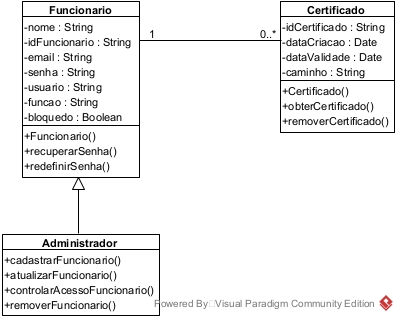 Funcionario
-nome : String
-idFuncionario : String
-email : String
-senha : String
-usuario : String
-funcao : String
-bloquedo : Boolean
+Funcionario()
+recuperarSenha()
+redefinirSenha()
1
0..*
Certificado
-idCertificado : String
-dataCriacao : Date
-dataValidade : Date
-caminho : String
+Certificado()
+obterCertificado()
+removerCertificado()
Administrador
+cadastrarFuncionario()
+atualizarFuncionario()
+controlarAcessoFuncionario()
+removerFuncionario()
Powered By Visual Paradigm Community Edition